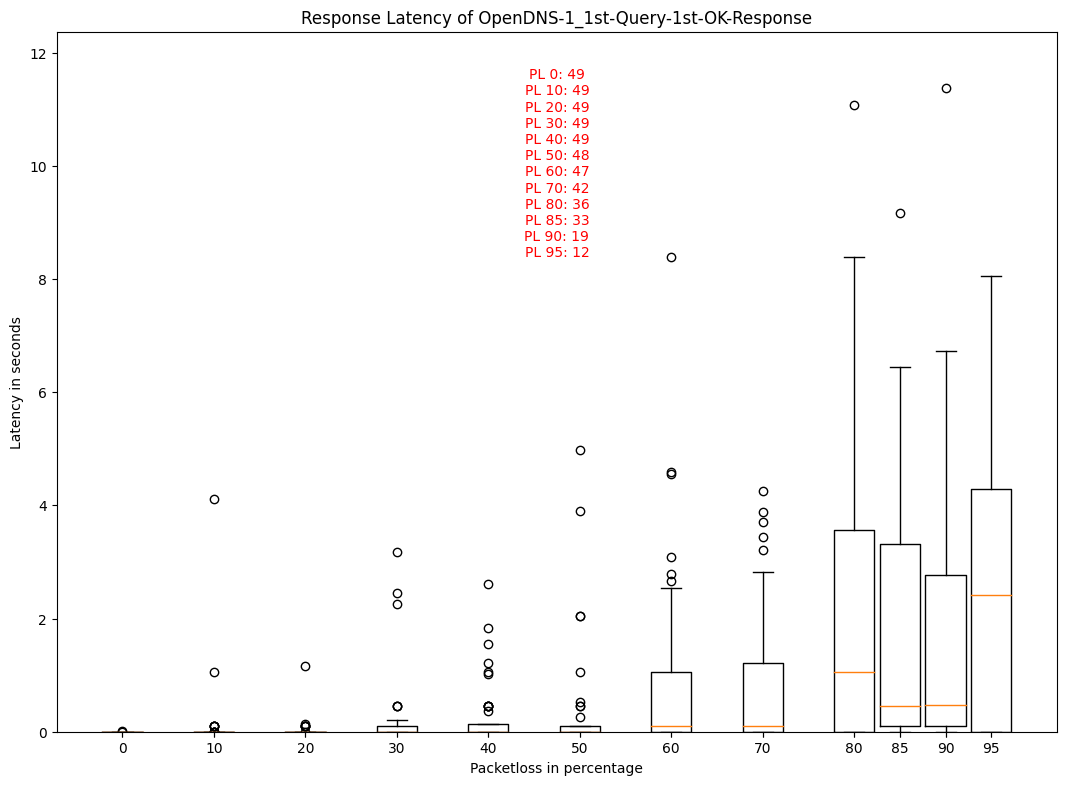 Response Latency of OpenDNS-1_1st-Query-1st-OK-Response
12
10
8
6
4
2
0
Latency in seconds
PL 0: 49
PL 10: 49
PL 20: 49
PL 30: 49
PL 40: 49
PL 50: 48
PL 60: 47
PL 70: 42
PL 80: 36
PL 85: 33
PL 90: 19
PL 95: 12
0 10 20 30 40 50 60 70 80 85 90 95
Packetloss in percentage